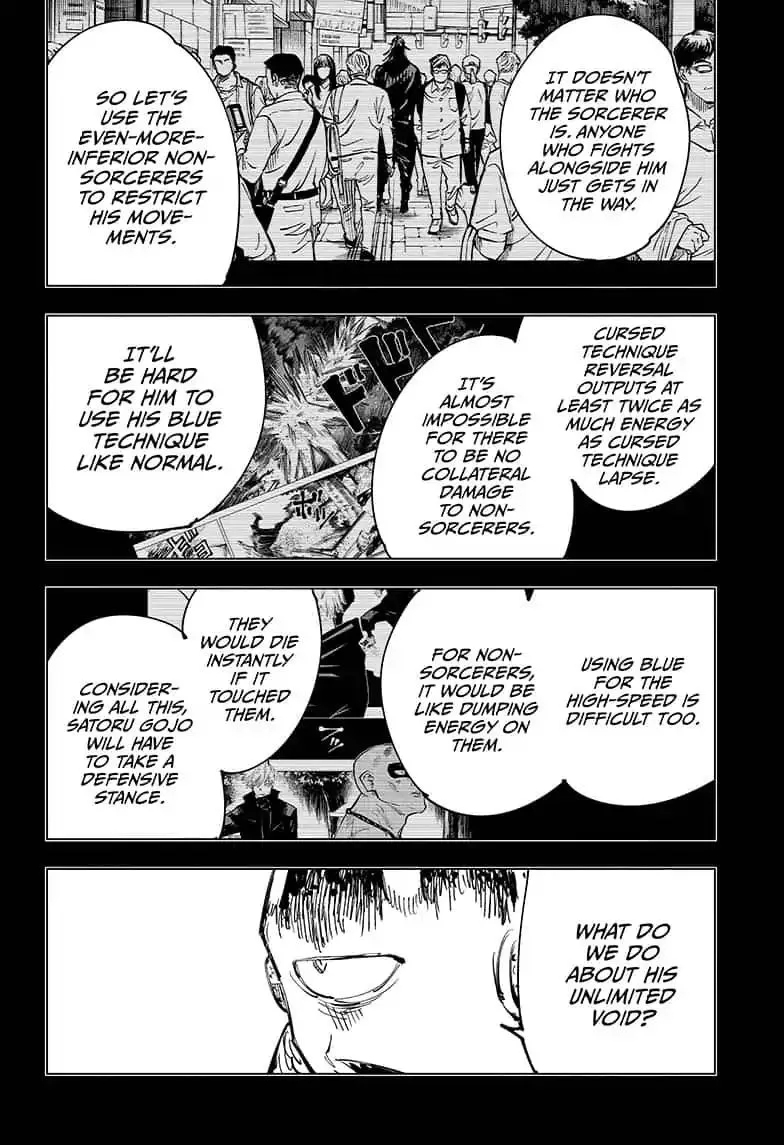 IT DOESN'T
MATTER WHO
THE SORCERER
IS. ANYONE
WHO FIGHTS
ALONGSIDE HIM
JUST GETS IN
THE WAY.
SO LET'S
USE THE
EVEN-MORE-
INFERIOR NON-
SORCERERS
TO RESTRICT
HIS MOVE-
MENTS.
CURSED
TECHNIQUE
REVERSAL
OUTPUTS AT
LEAST TWICE AS
MUCH ENERGY
AS CURSED
TECHNIQUE
LAPSE.
IT'S
ALMOST
IMPOSSIBLE
FOR THERE
TO BE NO
COLLATERAL
DAMAGE
TO NON-
SORCERERS.
ドドド
IT'LL
BE HARD
FOR HIM TO
USE HIS BLUE
TECHNIQUE
LIKE NORMAL.
USING BLUE
FOR THE
HIGH-SPEED IS
DIFFICULT TOO.
FOR NON-
SORCERERS,
IT WOULD BE
LIKE DUMPING
ENERGY ON
THEM.
THEY
WOULD DIE
INSTANTLY
IF IT
TOUCHED
THEM.
CONSIDER-
ING ALL THIS,
SATORU GOJO
WILL HAVE
TO TAKE A
DEFENSIVE
STANCE.
WHAT DO
WE DO
ABOUT HIS
UNLIMITED
VOID?